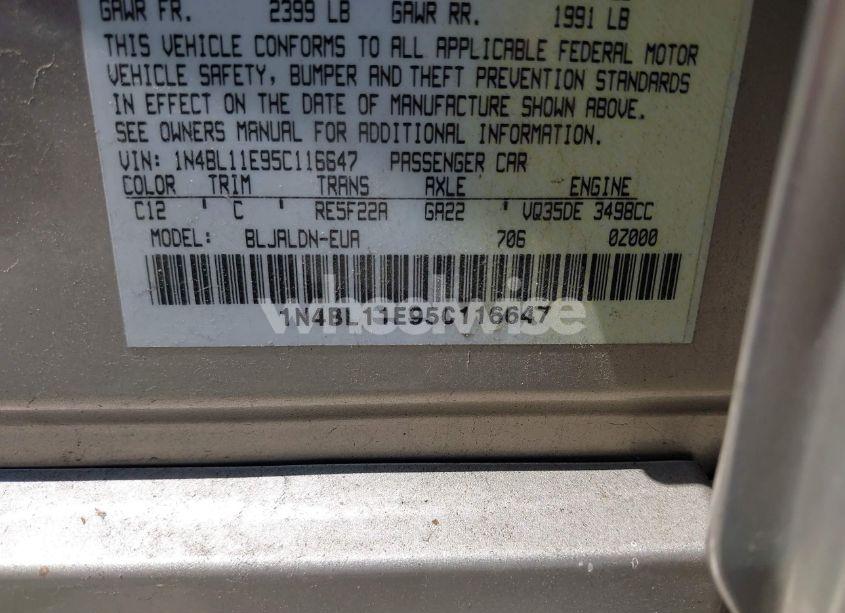 GAWR FR. 2399 LB GAWR RR. 1991 LB
THIS VEHICLE CONFORMS TO ALL APPLICABLE FEDERAL MOTOR
VEHICLE SAFETY, BUMPER AND THEFT PREVENTION STANDARDS
IN EFFECT ON THE DATE OF MANUFACTURE SHOWN ABOVE.
SEE OWNERS MANUAL FOR ADDITIONAL INFORMATION.
VIN: 1N4BL11E95C116647 PASSENGER CAR
COLOR TRIM TRANS AXLE ENGINE
C12 ' C RE5F22A GA22 VQ35DE 3498CC
MODEL: BLJALDN-EUA 706 0Z000
wheelwise
1N4BL11E95C116647